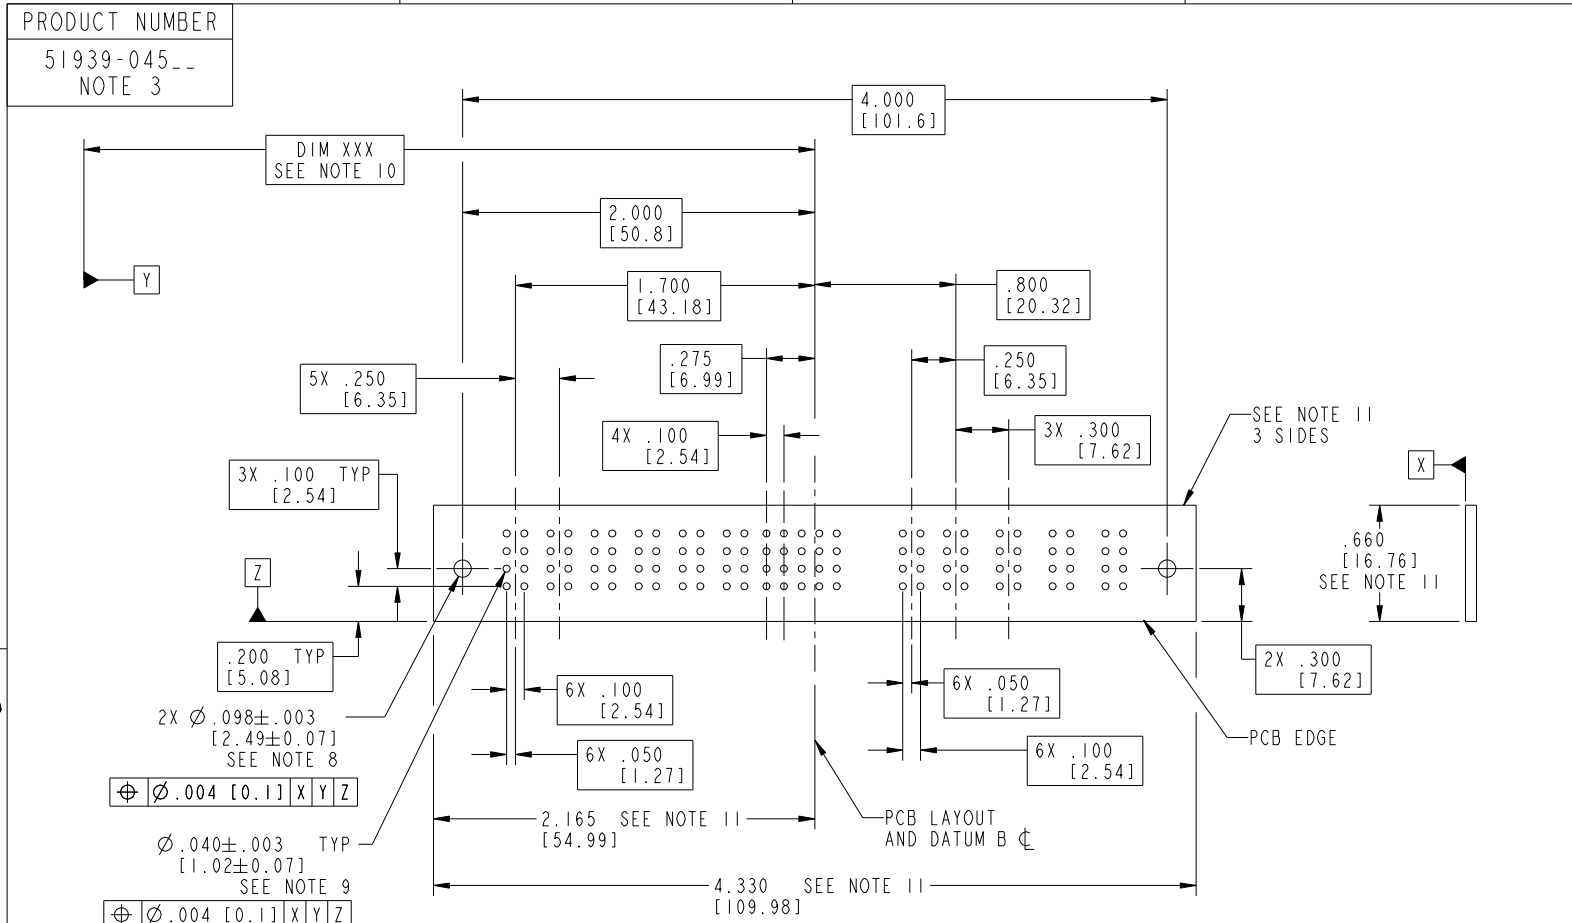 PRODUCT NUMBER
51939-045__
NOTE 3
4.000
[101.6]
DIM XXX
SEE NOTE 10
2.000
[50.8]
Y
1.700
[43.18]
.800
[20.32]
.275
[6.99]
.250
[6.35]
5X .250
[6.35]
4X .100
[2.54]
3X .300
[7.62]
SEE NOTE 11
3 SIDES
X
3X .100 TYP
[2.54]
.660
[16.76]
SEE NOTE 11
Z
.200 TYP
[5.08]
6X .100
[2.54]
6X .050
[1.27]
2X .300
[7.62]
2X Ø.098±.003
[2.49±0.07]
SEE NOTE 8
⌖ Ø.004 [0.1] X Y Z
6X .050
[1.27]
6X .100
[2.54]
PCB EDGE
2.165 SEE NOTE 11
[54.99]
PCB LAYOUT
AND DATUM B ℄
Ø.040±.003 TYP
[1.02±0.07]
SEE NOTE 9
⌖ Ø.004 [0.1] X Y Z
4.330 SEE NOTE 11
[109.98]